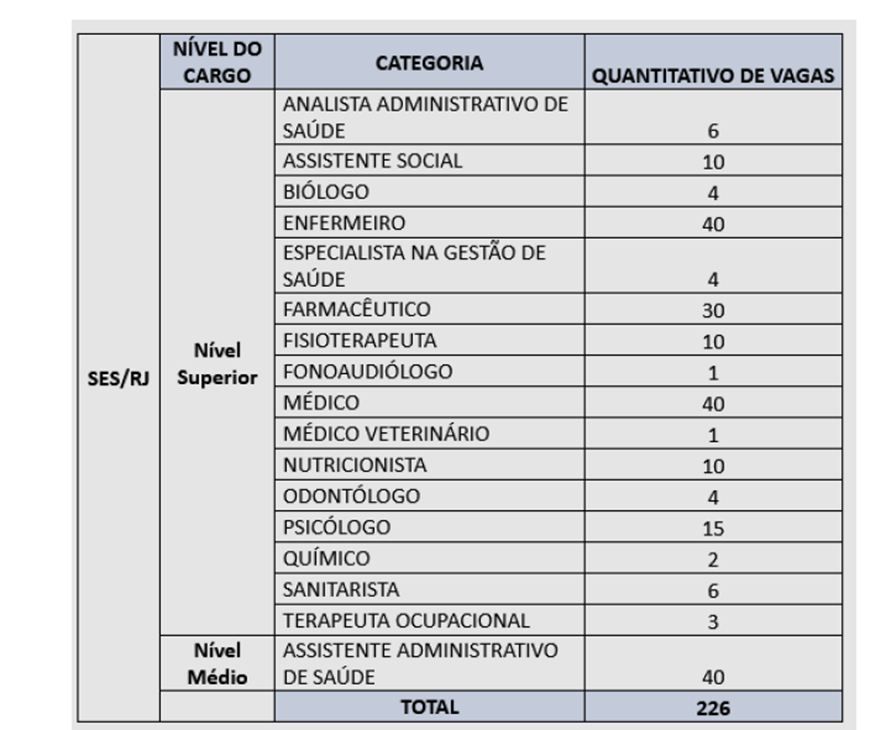 NÍVEL DO
CARGO
CATEGORIA
QUANTITATIVO DE VAGAS
SES/RJ
Nível
Superior
ANALISTA ADMINISTRATIVO DE
SAÚDE
6
ASSISTENTE SOCIAL
10
BIÓLOGO
4
ENFERMEIRO
40
ESPECIALISTA NA GESTÃO DE
SAÚDE
4
FARMACÊUTICO
30
FISIOTERAPEUTA
10
FONOAUDIÓLOGO
1
MÉDICO
40
MÉDICO VETERINÁRIO
1
NUTRICIONISTA
10
ODONTÓLOGO
4
PSICÓLOGO
15
QUÍMICO
2
SANITARISTA
6
TERAPEUTA OCUPACIONAL
3
Nível
Médio
ASSISTENTE ADMINISTRATIVO
DE SAÚDE
40
TOTAL
226